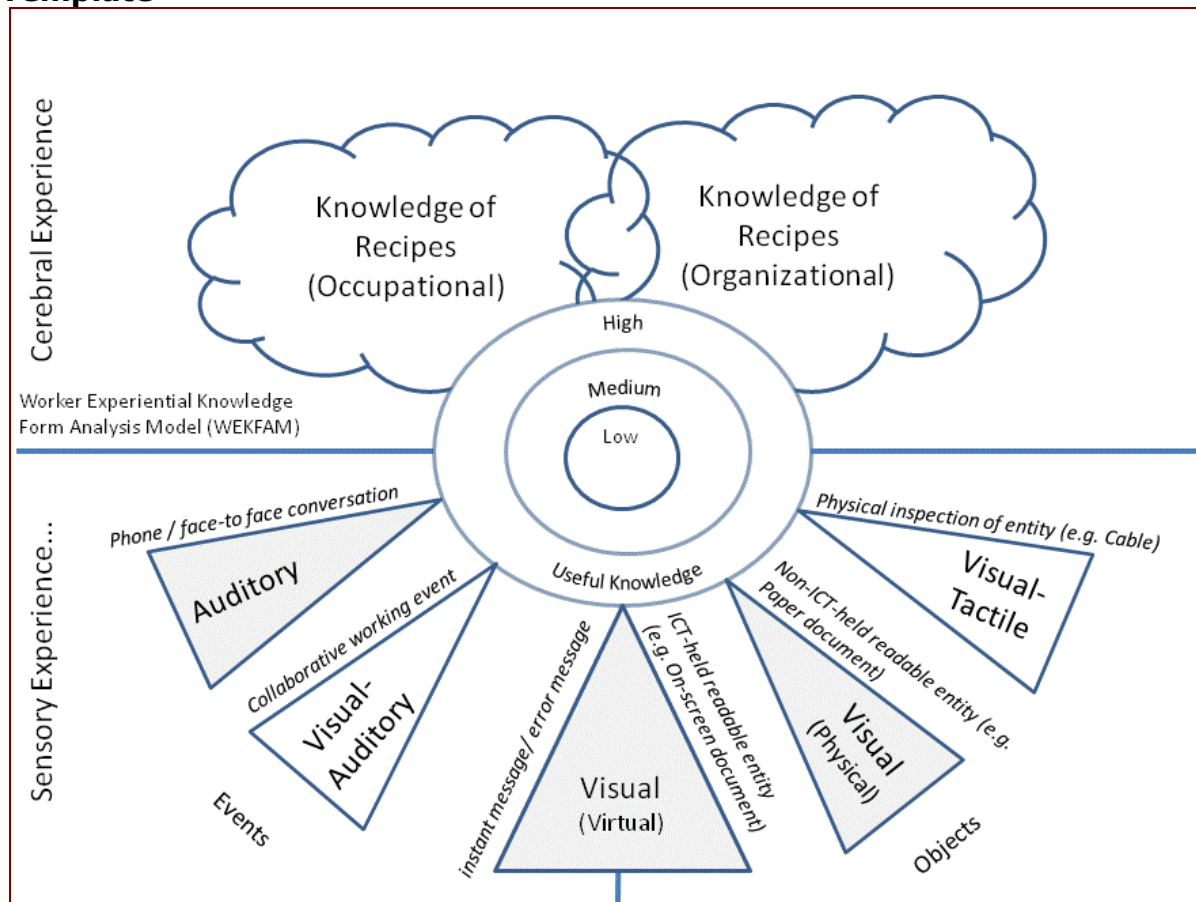 Template
Cerebral Experience
Knowledge of
Recipes
(Occupational)
Knowledge of
Recipes
(Organizational)
High
Medium
Low
Useful Knowledge
Worker Experiential Knowledge
Form Analysis Model (WEKFAM)
Sensory Experience...
Phone / face-to face conversation
Auditory
Collaborative working event
Visual-
Auditory
Events
instant message/ error message
Visual
(Virtual)
ICT-held readable entity
(e.g. On-screen document)
Non-ICT-held readable entity (e.g.
Paper document)
Visual
(Physical)
Objects
Physical inspection of entity (e.g. Cable)
Visual-
Tactile